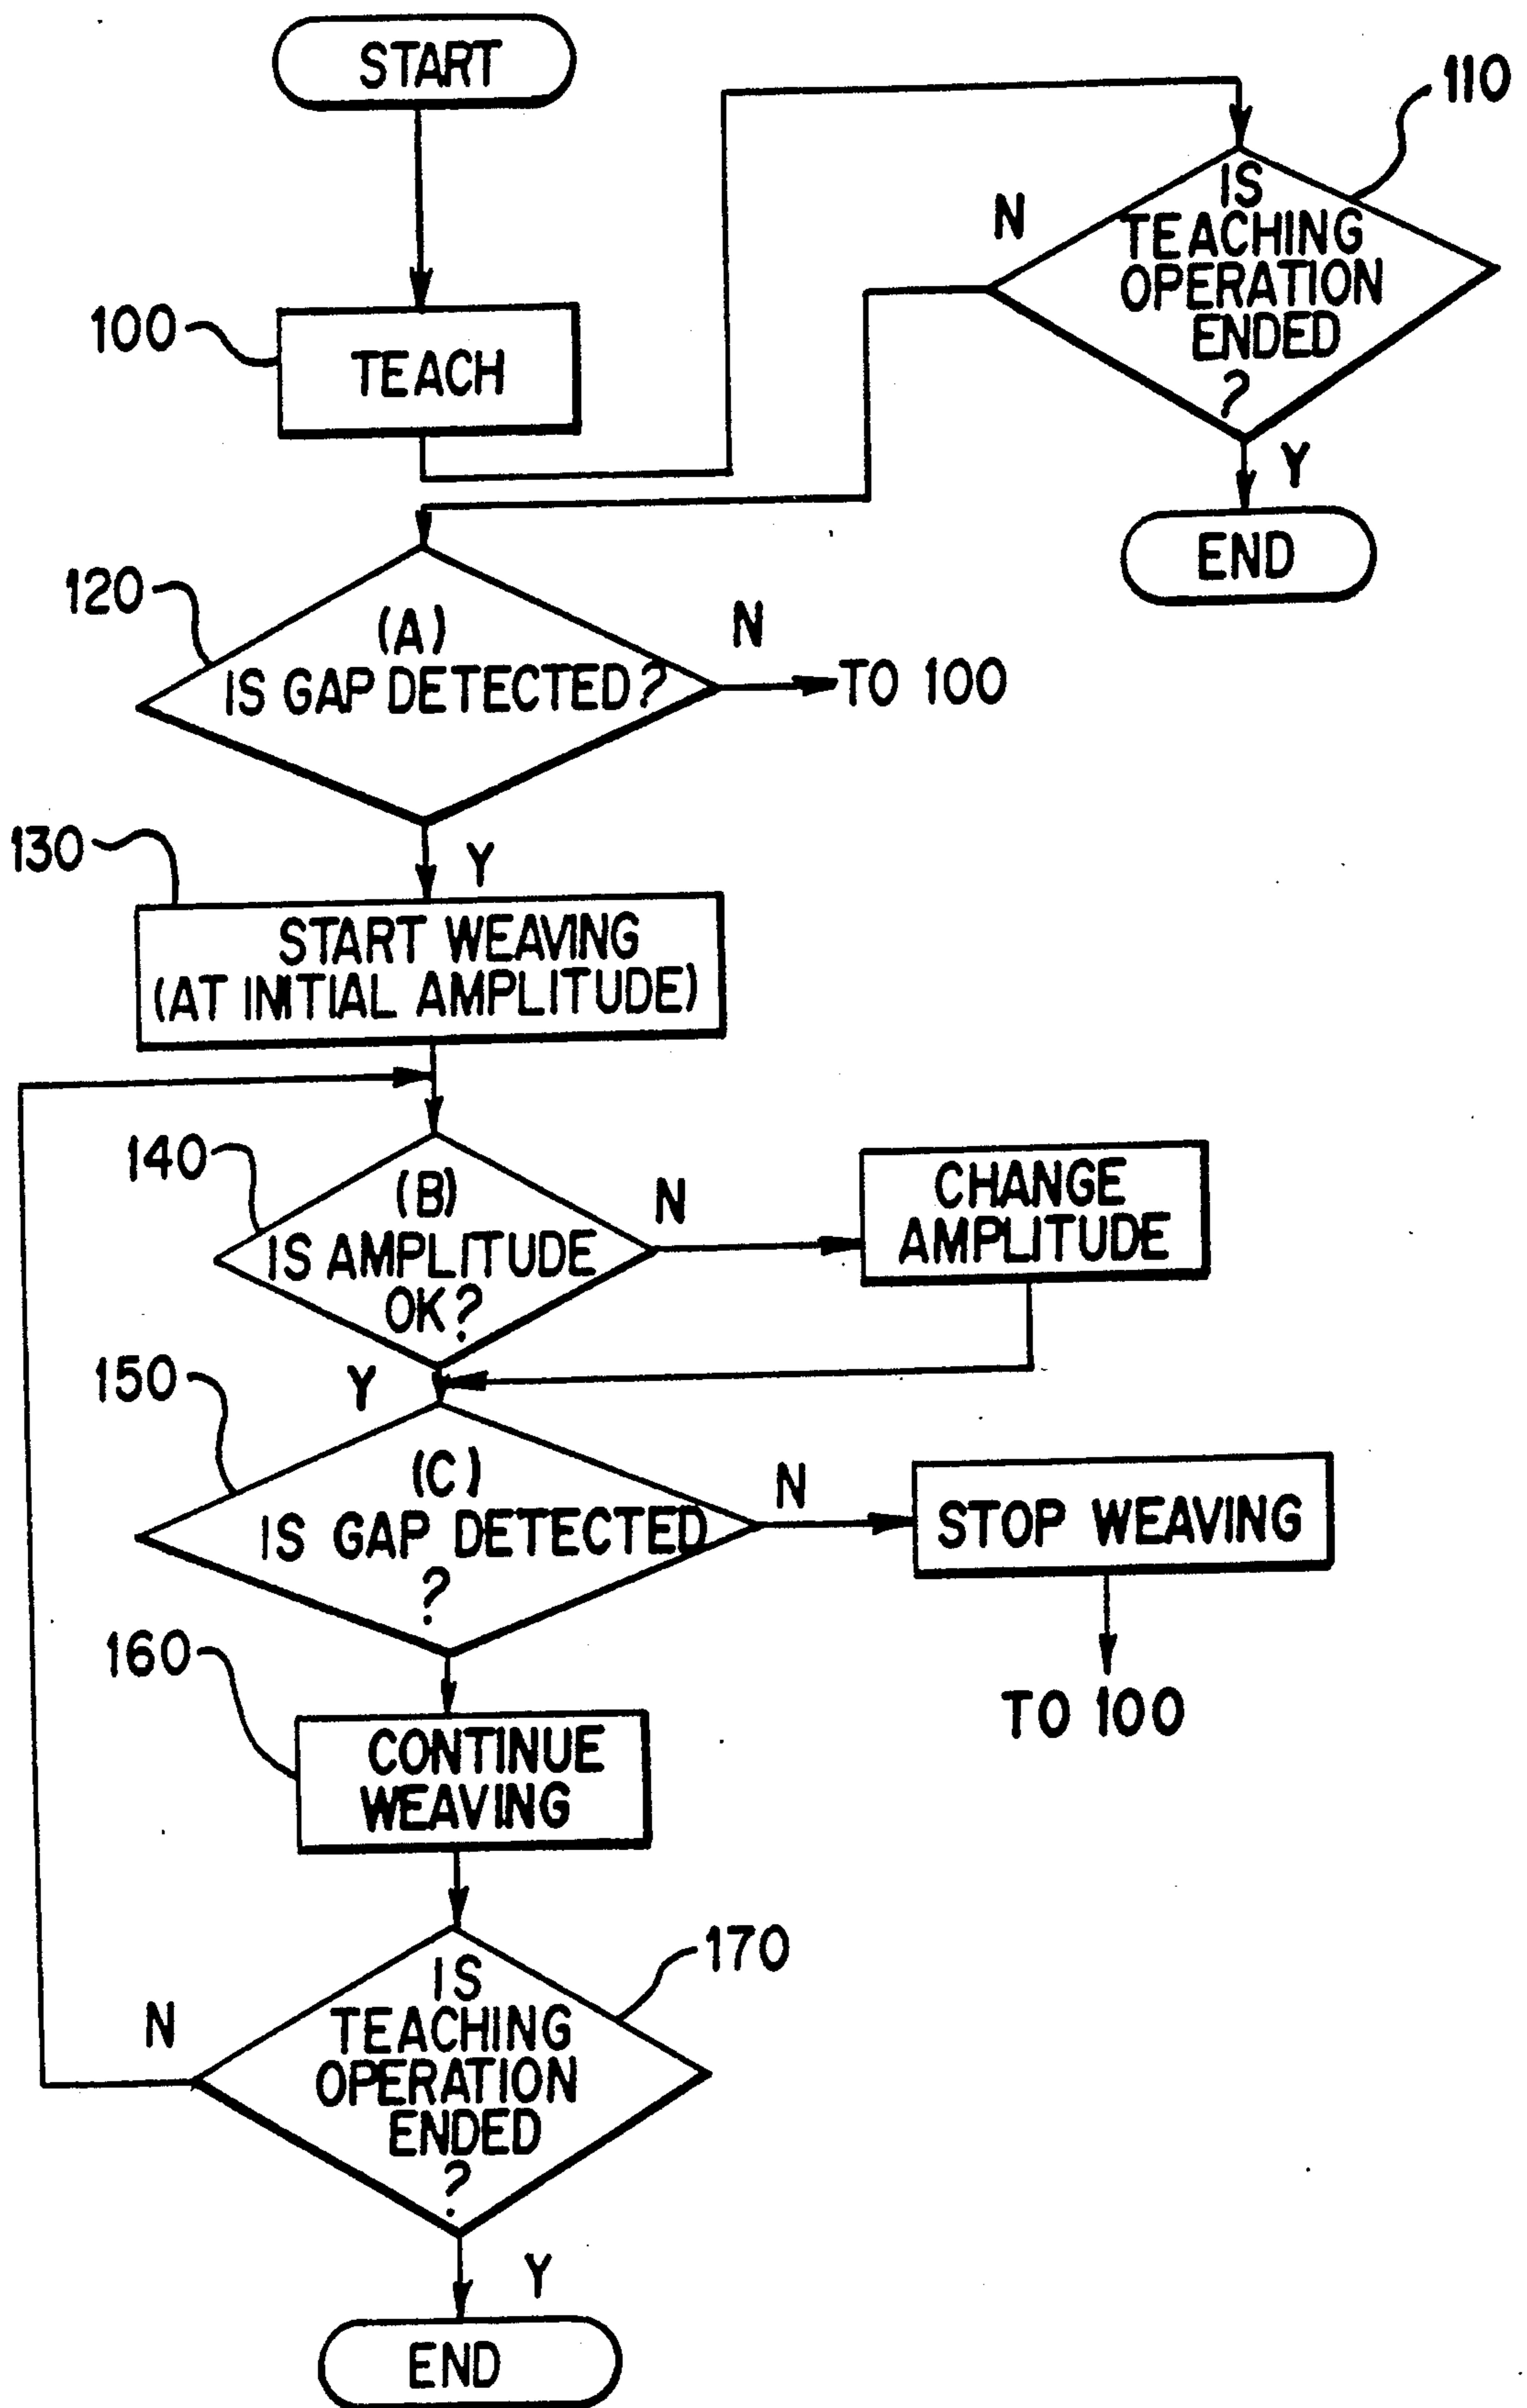 START
110
IS
TEACHING
OPERATION
ENDED
?
N
100
TEACH
Y
END
120
(A)
IS GAP DETECTED?
N
TO 100
130
Y
START WEAVING
(AT INITIAL AMPLITUDE)
140
(B)
IS AMPLITUDE
OK?
N
CHANGE
AMPLITUDE
150
Y
(C)
IS GAP DETECTED
?
N
STOP WEAVING
TO 100
160
CONTINUE
WEAVING
170
IS
TEACHING
OPERATION
ENDED
?
N
Y
END